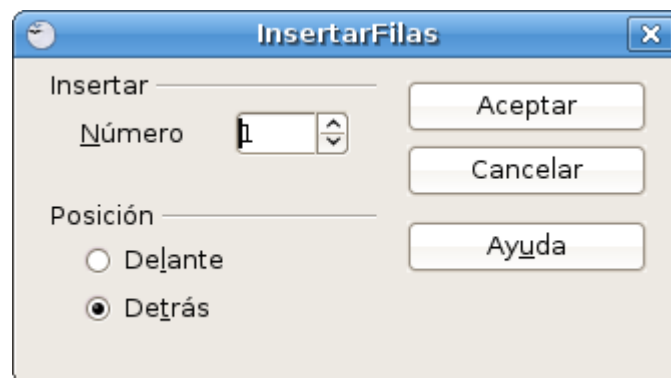 InsertarFilas
Insertar
Número 1
Posición
Delante
Detrás
Aceptar
Cancelar
Ayuda